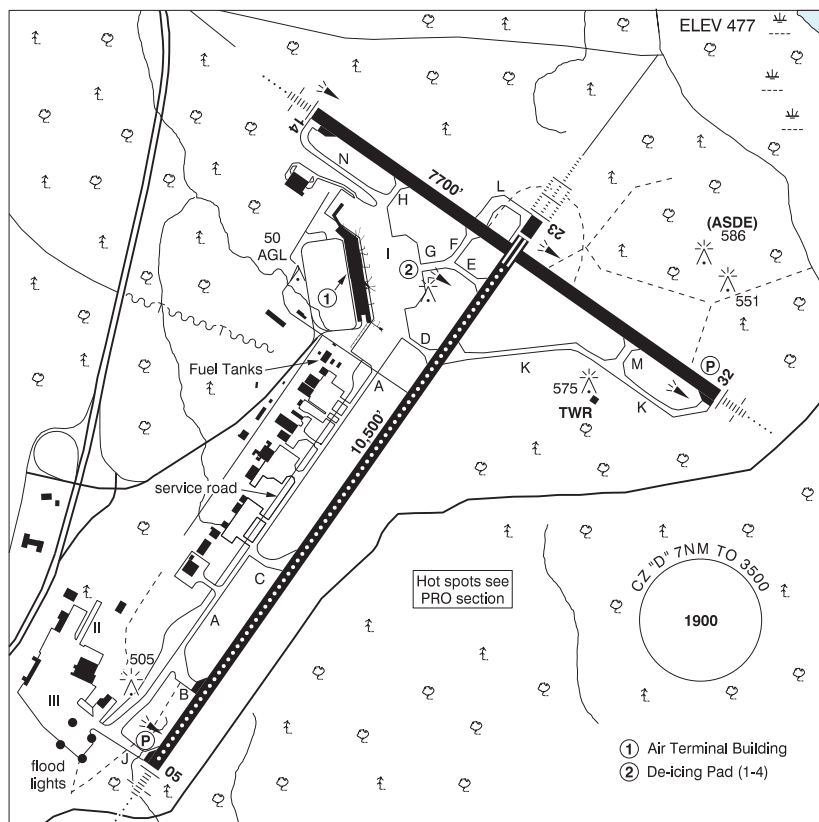 ELEV 477
14
N
7700'
H
L
23
(ASDE)
586
551
50
AGL
I
G
F
E
2
1
D
Fuel Tanks
A
K
M
P
32
575
TWR
K
10,500'
service road
C
Hot spots see
PRO section
CZ "D" 7NM TO 3500
1900
A
II
505
B
III
P
J
05
flood
lights
1 Air Terminal Building
2 De-icing Pad (1-4)
T
T